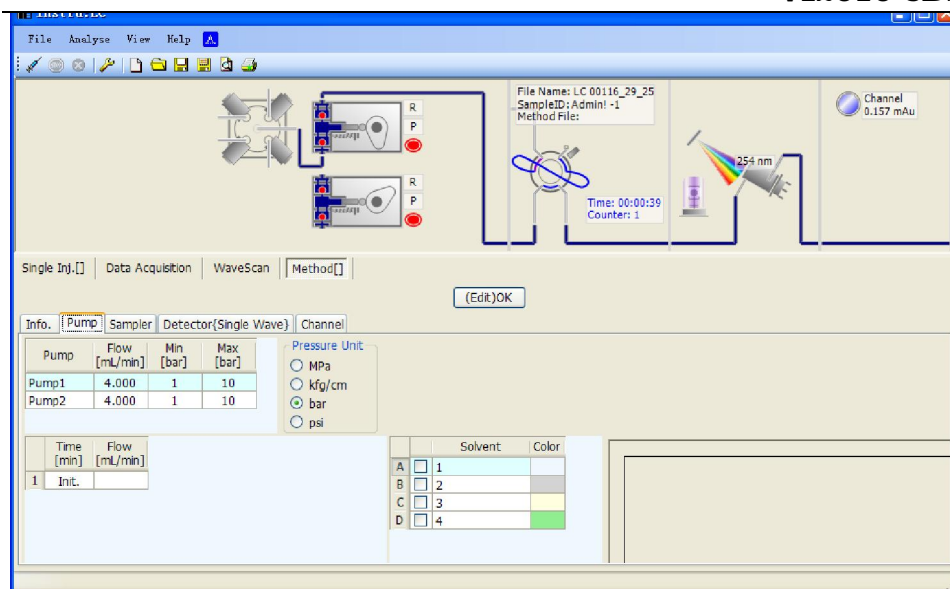 Instru.LC
File Analyse View Help
R
P
R
P
File Name: LC 00116_29_25
SampleID: Admin! -1
Method File:
Time: 00:00:39
Counter: 1
254 nm
Channel
0.157 mAu
Single Inj.[] Data Acquisition WaveScan Method[]
(Edit)OK
Info. Pump Sampler Detector{Single Wave} Channel
Pump Flow [mL/min] Min [bar] Max [bar]
Pump1 4.000 1 10
Pump2 4.000 1 10
Pressure Unit
MPa
kfg/cm
bar
psi
Time [min] Flow [mL/min]
1 Init.
Solvent Color
A 1
B 2
C 3
D 4